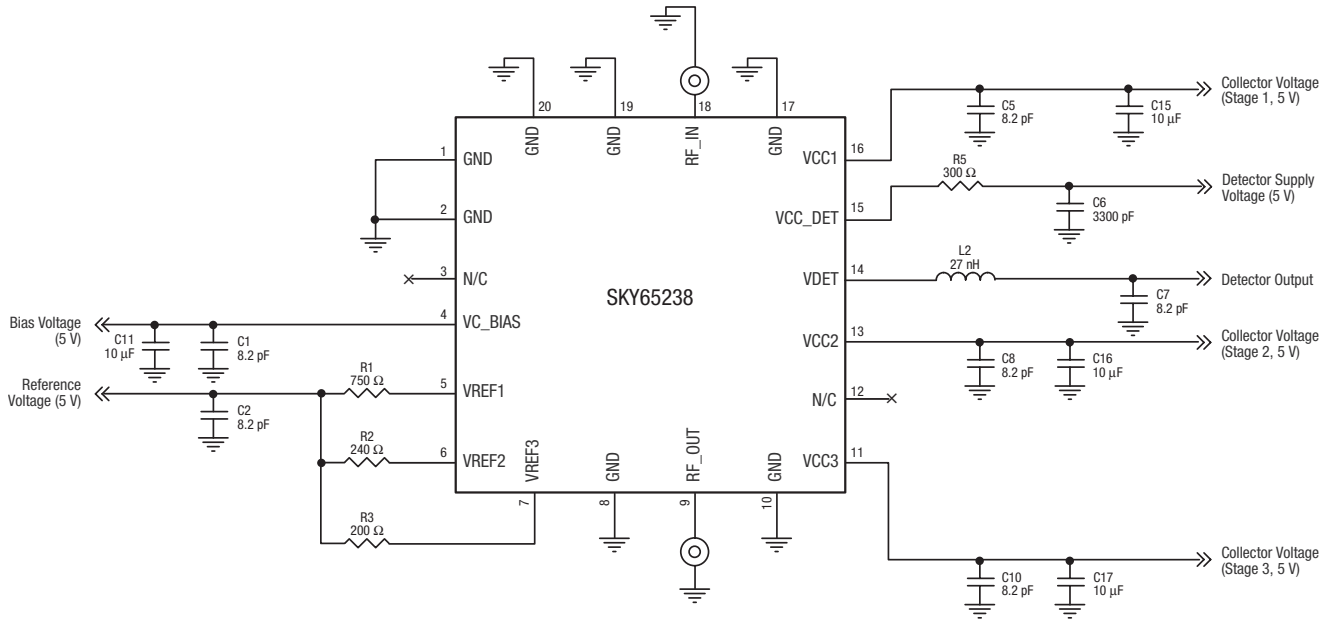 20
19
18
17
GND
GND
RF_IN
GND
C5
8.2 pF
C15
10 μF
Collector Voltage
(Stage 1, 5 V)
1
GND
VCC1
16
R5
300 Ω
C6
3300 pF
Detector Supply
Voltage (5 V)
2
GND
VCC_DET
15
L2
27 nH
3
N/C
SKY65238
VDET
14
C7
8.2 pF
Detector Output
Bias Voltage
(5 V)
C11
10 μF
C1
8.2 pF
4
VC_BIAS
VCC2
13
C8
8.2 pF
C16
10 μF
Collector Voltage
(Stage 2, 5 V)
Reference
Voltage (5 V)
C2
8.2 pF
R1
750 Ω
5
VREF1
N/C
12
R2
240 Ω
6
VREF2
VREF3
GND
RF_OUT
GND
VCC3
11
7
8
9
10
R3
200 Ω
C10
8.2 pF
C17
10 μF
Collector Voltage
(Stage 3, 5 V)